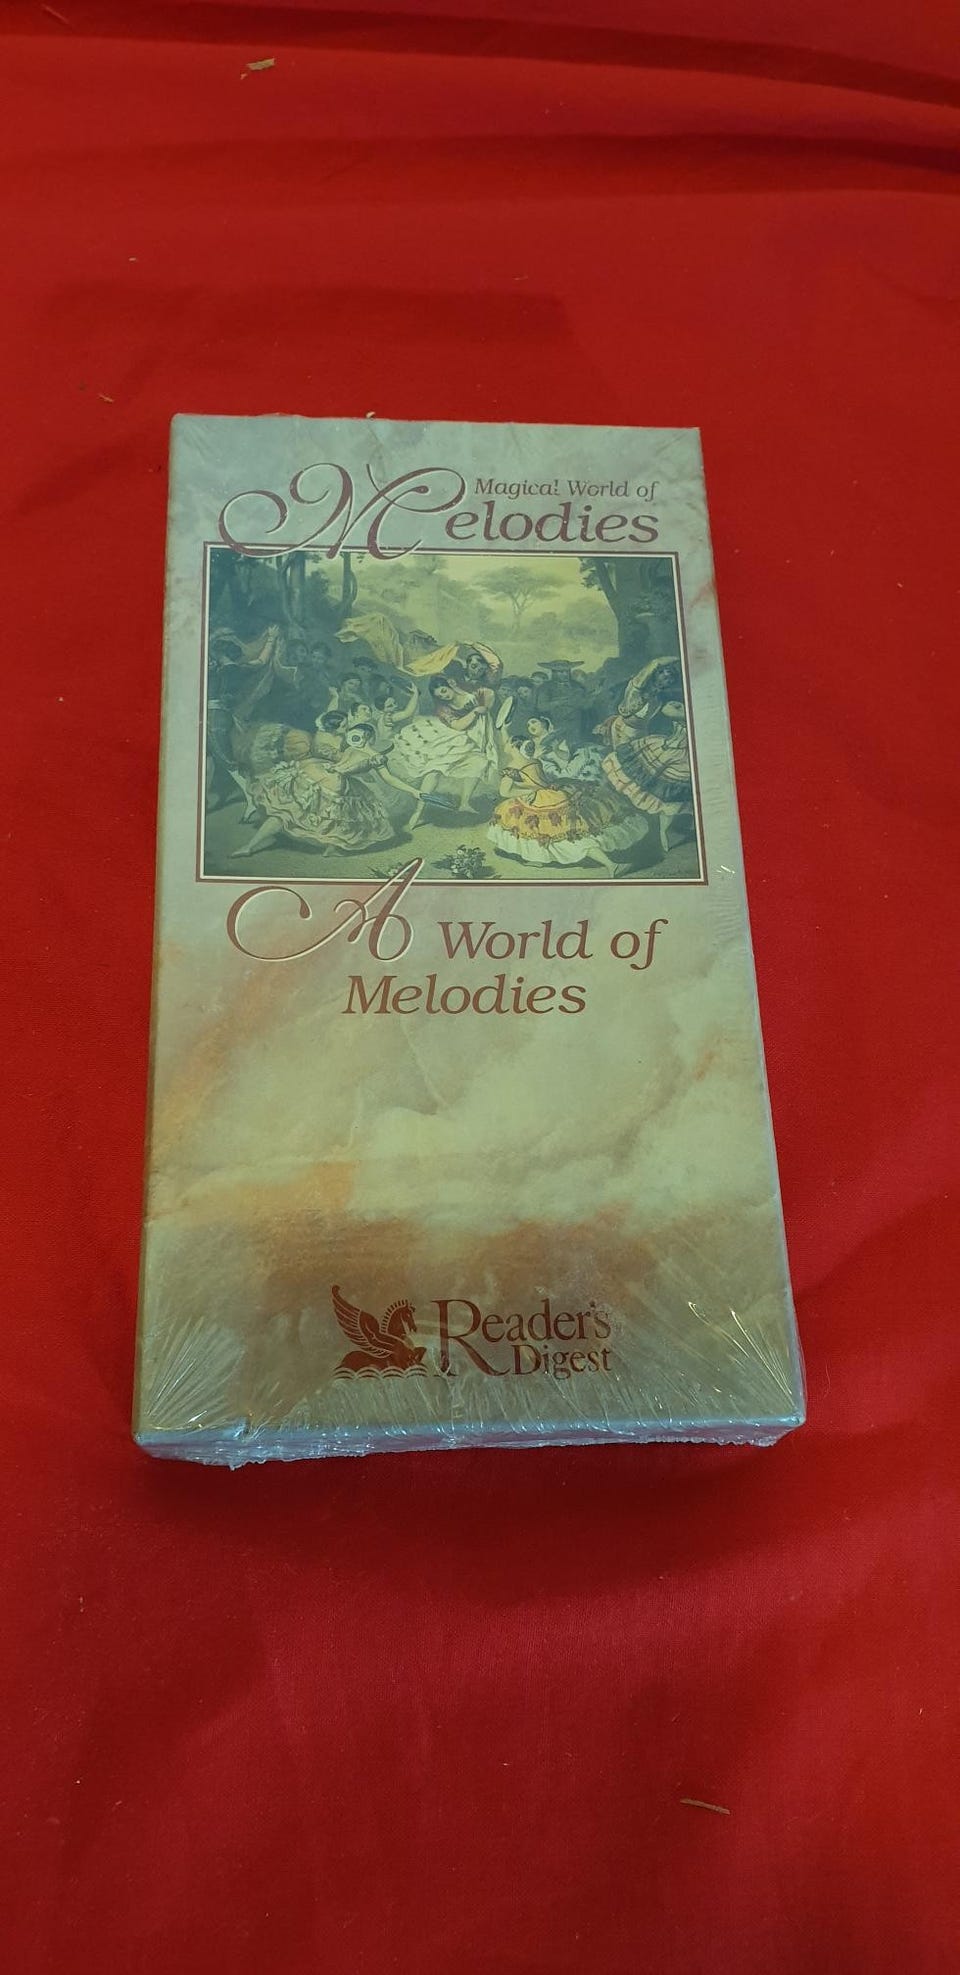 Magical World of
Melodies
A World of
Melodies
Reader's
Digest